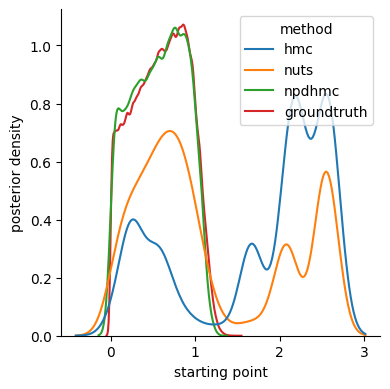 method
hmc
nuts
npdhmc
groundtruth
posterior density
1.0
0.8
0.6
0.4
0.2
0.0
0
1
2
3
starting point